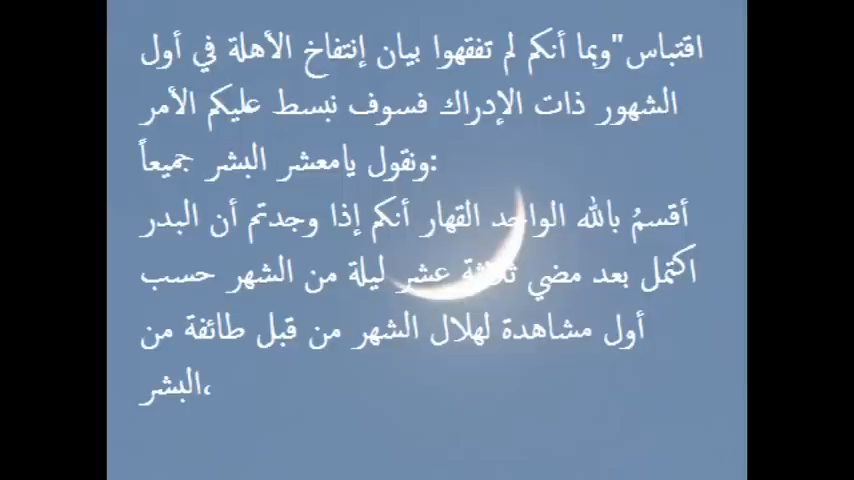 اقتباس"وبما أنكم لم تفقهوا بيان إنتفاخ الأهلة في أول
الشهور ذات الإدراك فسوف نبسط عليكم الأمر
ونقول يامعشر البشر جميعاً:
أقسمُ بالله الواحد القهار أنكم إذا وجدتم أن البدر
اكتمل بعد مضي ثلاثة عشر ليلة من الشهر حسب
أول مشاهدة لهلال الشهر من قبل طائفة من
البشر،